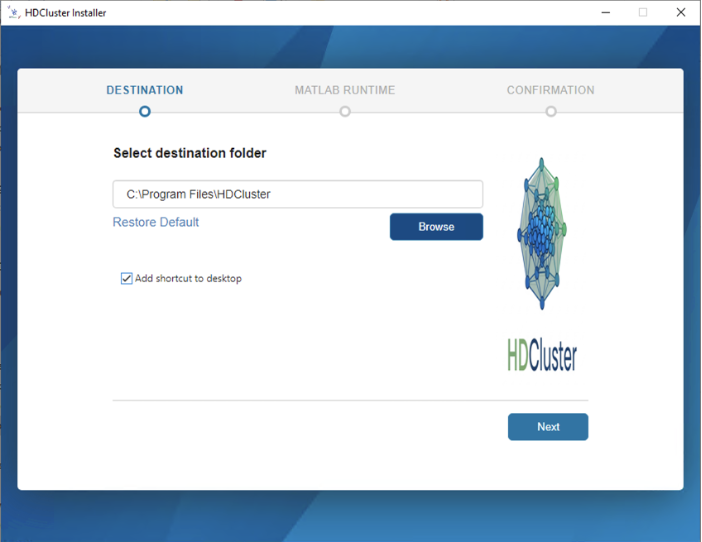 HDCluster Installer
DESTINATION
MATLAB RUNTIME
CONFIRMATION
Select destination folder
C:\Program Files\HDCluster
Restore Default
Browse
Add shortcut to desktop
HDCluster
Next